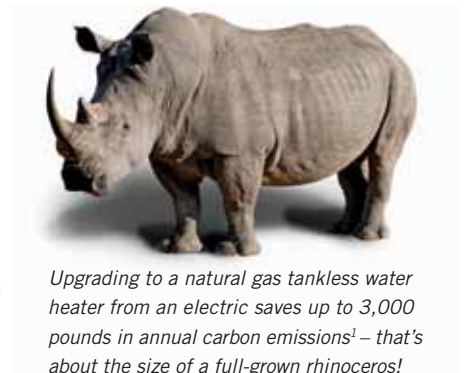 Upgrading to a natural gas tankless water
heater from an electric saves up to 3,000
pounds in annual carbon emissions¹ – that's
about the size of a full-grown rhinoceros!